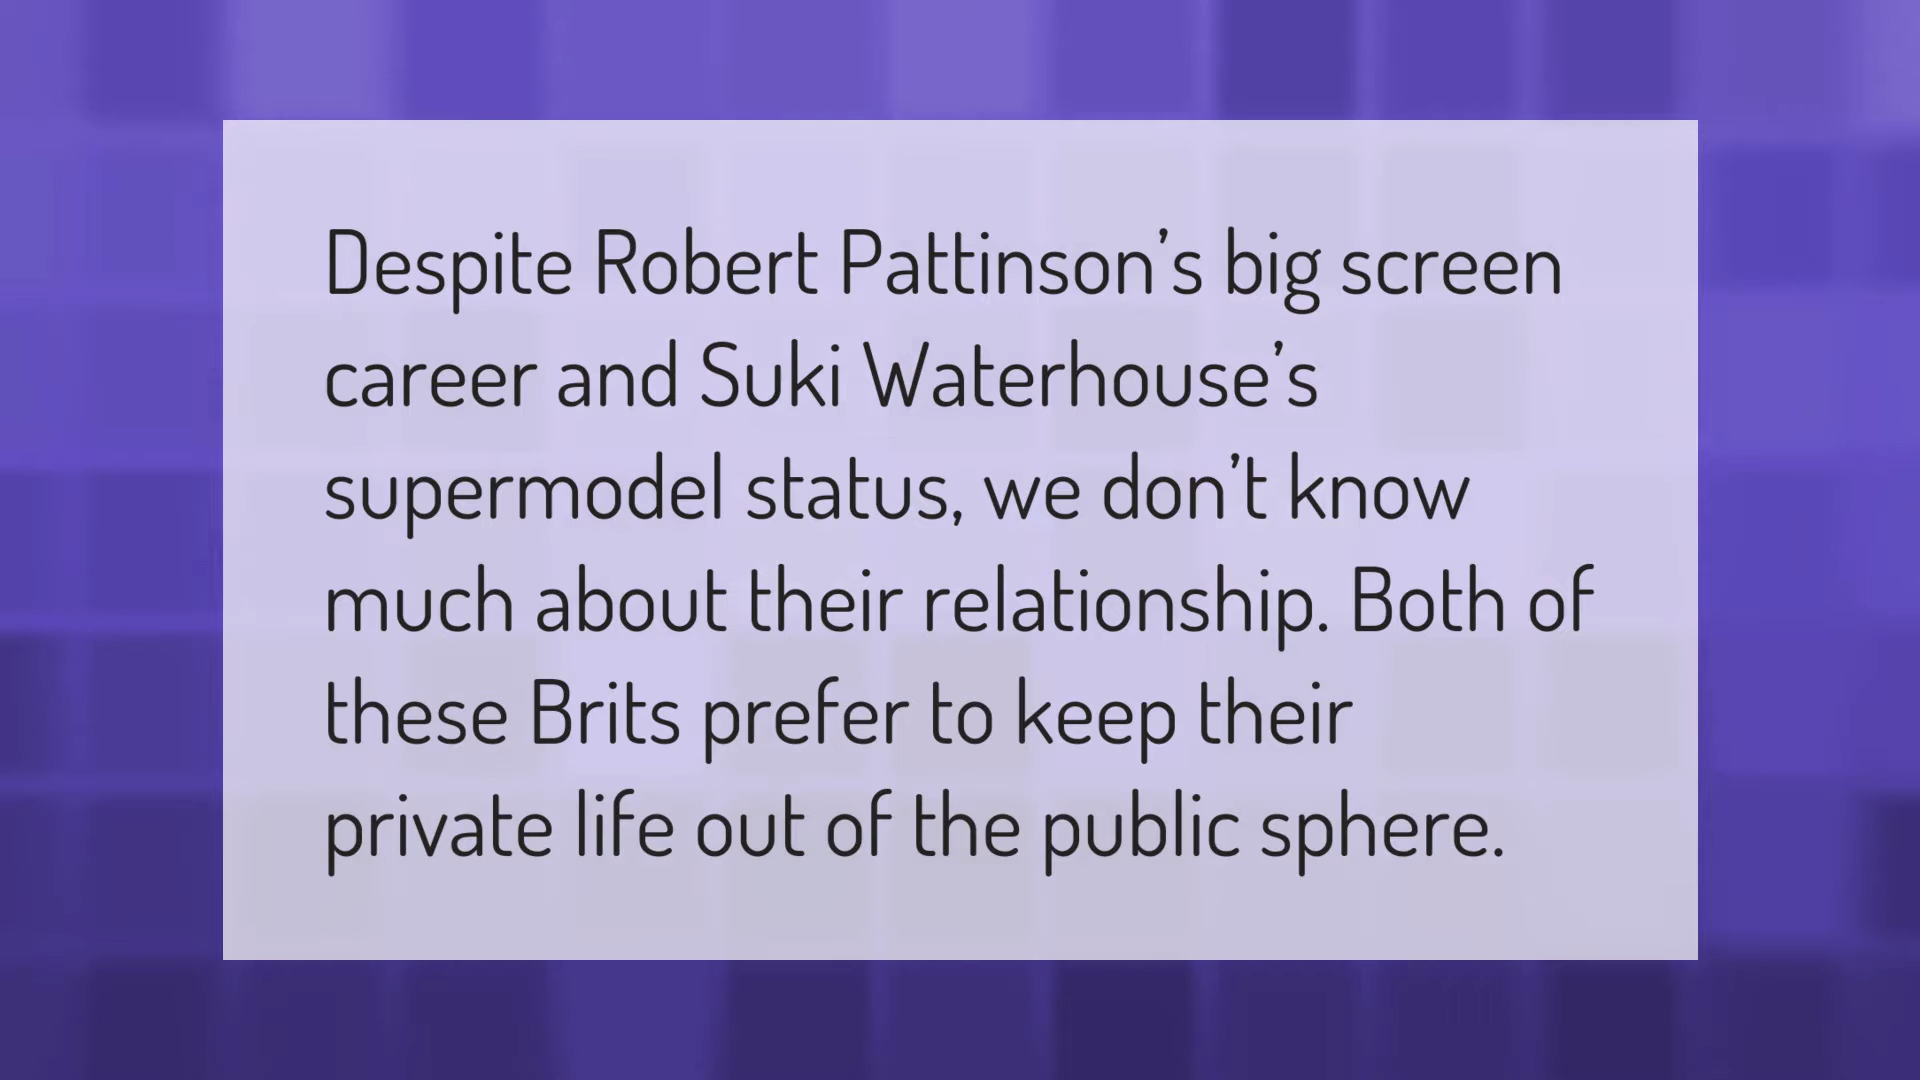 Despite Robert Pattinson’s big screen
career and Suki Waterhouse’s
supermodel status, we don’t know
much about their relationship. Both of
these Brits prefer to keep their
private life out of the public sphere.